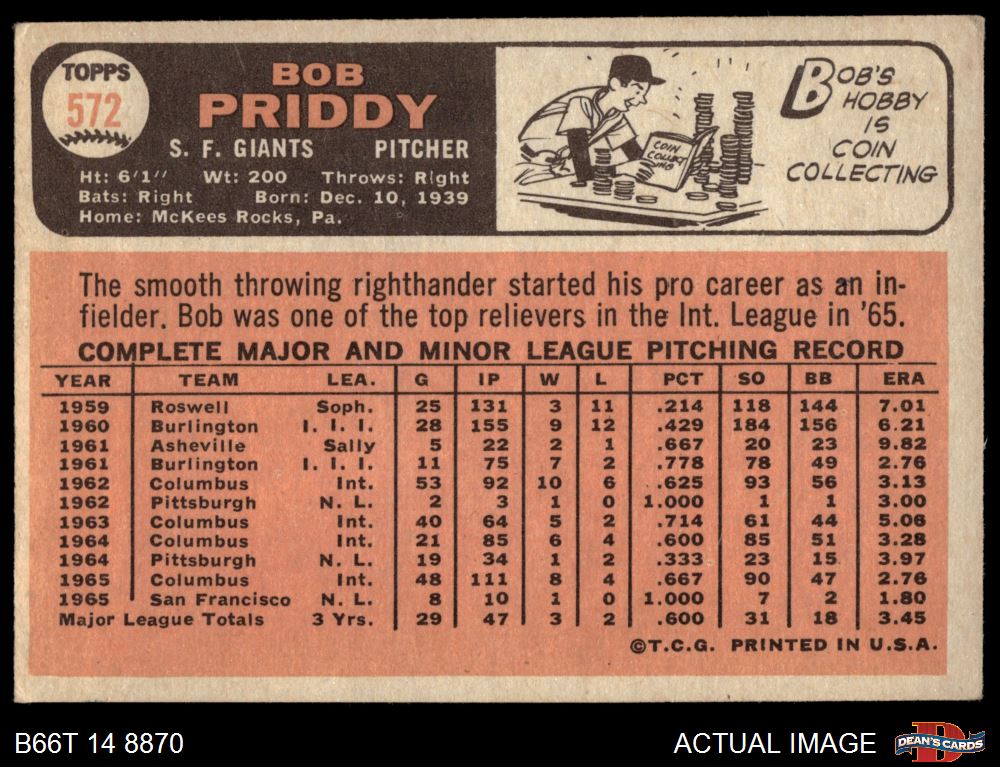 TOPPS
572
BOB
PRIDDY
S. F. GIANTS PITCHER
Ht: 6'1" Wt: 200 Throws: Right
Bats: Right Born: Dec. 10, 1939
Home: McKees Rocks, Pa.
COIN
COLLECT
ING
BOB'S
HOBBY
IS
COIN
COLLECTING
The smooth throwing righthander started his pro career as an in-
fielder. Bob was one of the top relievers in the Int. League in '65.
COMPLETE MAJOR AND MINOR LEAGUE PITCHING RECORD
YEAR TEAM LEA. G IP W L PCT SO BB ERA
1959 Roswell Soph. 25 131 3 11 .214 118 144 7.01
1960 Burlington I. I. I. 28 155 9 12 .429 184 156 6.21
1961 Asheville Sally 5 22 2 1 .667 20 23 9.82
1961 Burlington I. I. I. 11 75 7 2 .778 78 49 2.76
1962 Columbus Int. 53 92 10 6 .625 93 56 3.13
1962 Pittsburgh N. L. 2 3 1 0 1.000 1 1 3.00
1963 Columbus Int. 40 64 5 2 .714 61 44 5.06
1964 Columbus Int. 21 85 6 4 .600 85 51 3.28
1964 Pittsburgh N. L. 19 34 1 2 .333 23 15 3.97
1965 Columbus Int. 48 111 8 4 .667 90 47 2.76
1965 San Francisco N. L. 8 10 1 0 1.000 7 2 1.80
Major League Totals 3 Yrs. 29 47 3 2 .600 31 18 3.45
©T.C.G. PRINTED IN U.S.A.
B66T 14 8870 ACTUAL IMAGE
D
DEAN'S CARDS